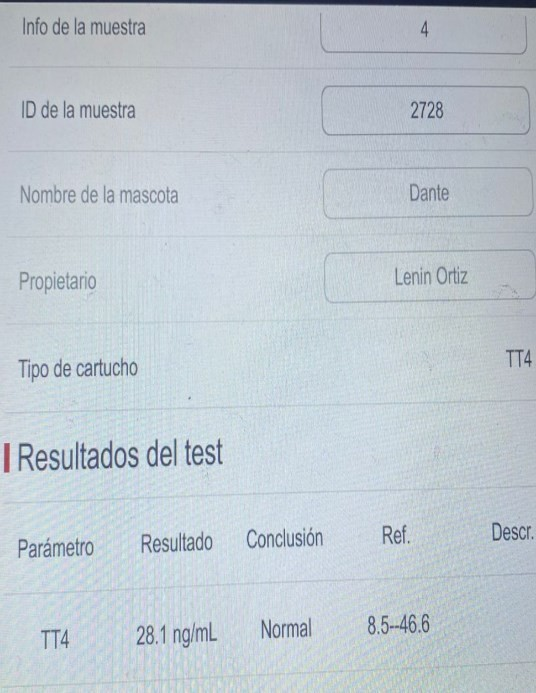 Info de la muestra 4
ID de la muestra 2728
Nombre de la mascota Dante
Propietario Lenin Ortiz
Tipo de cartucho TT4
Resultados del test
Parámetro Resultado Conclusión Ref. Descr.
TT4 28.1 ng/mL Normal 8.5--46.6